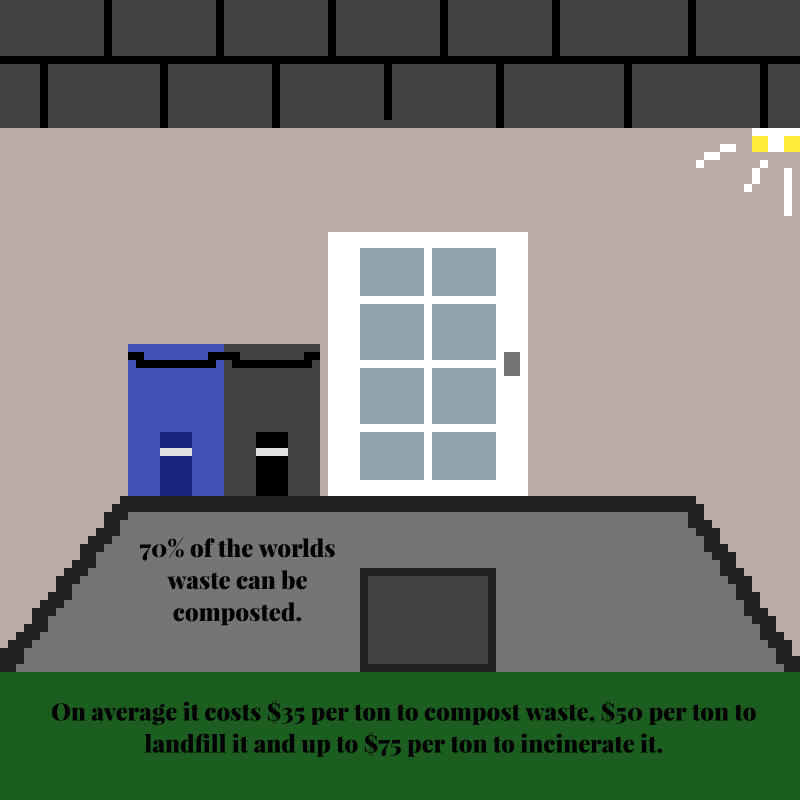 70% of the worlds
waste can be
composted.
On average it costs $35 per ton to compost waste, $50 per ton to
landfill it and up to $75 per ton to incinerate it.